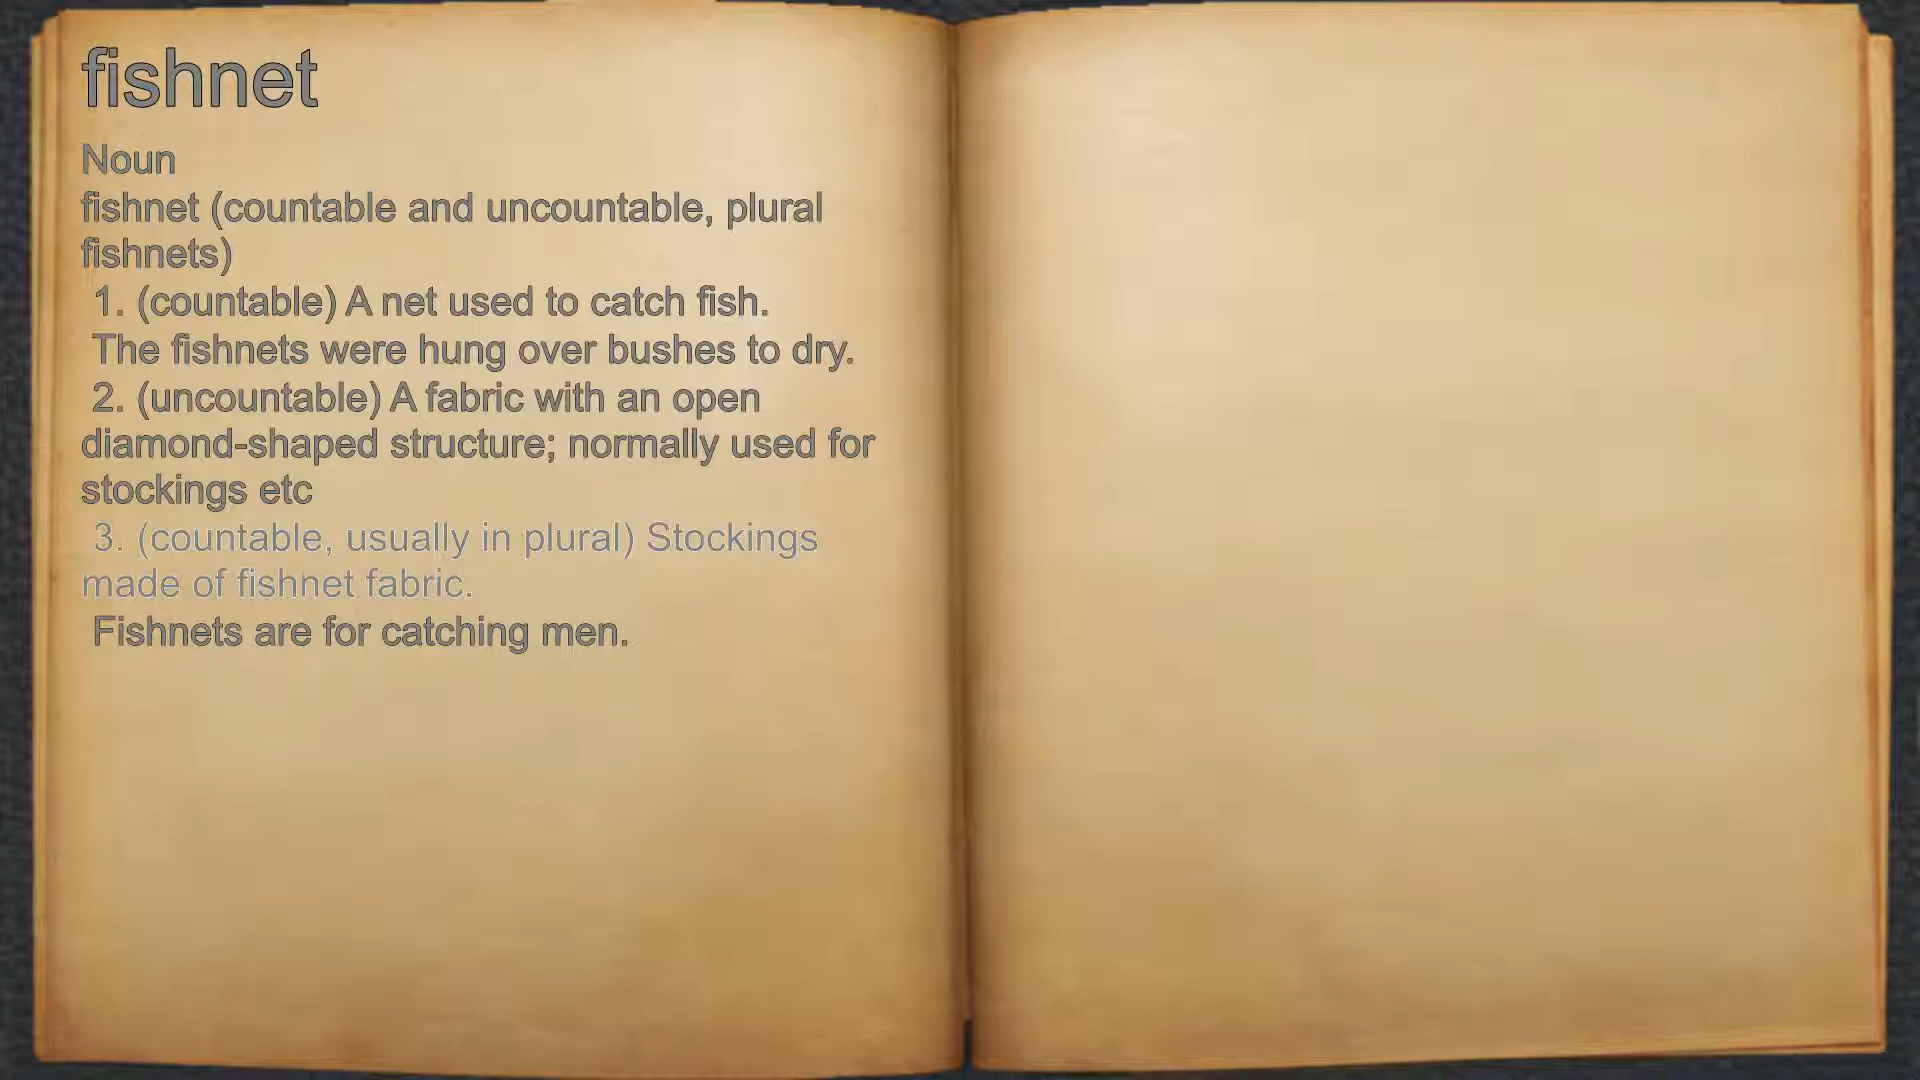 fishnet
Noun
fishnet (countable and uncountable, plural
fishnets)
1. (countable) A net used to catch fish.
The fishnets were hung over bushes to dry.
2. (uncountable) A fabric with an open
diamond-shaped structure; normally used for
stockings etc
3. (countable, usually in plural) Stockings
made of fishnet fabric.
Fishnets are for catching men.